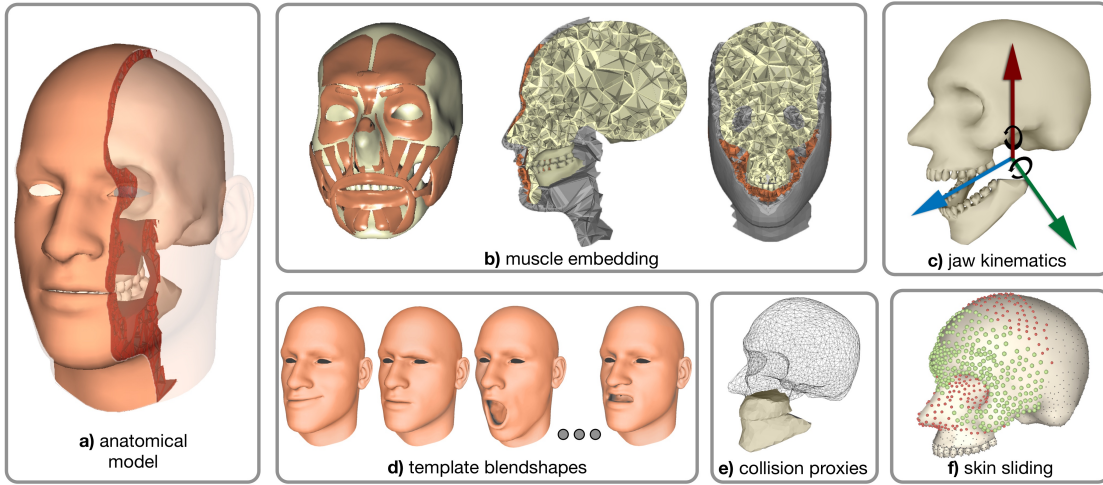 a) anatomical
model
b) muscle embedding
c) jaw kinematics
d) template blendshapes
e) collision proxies
f) skin sliding